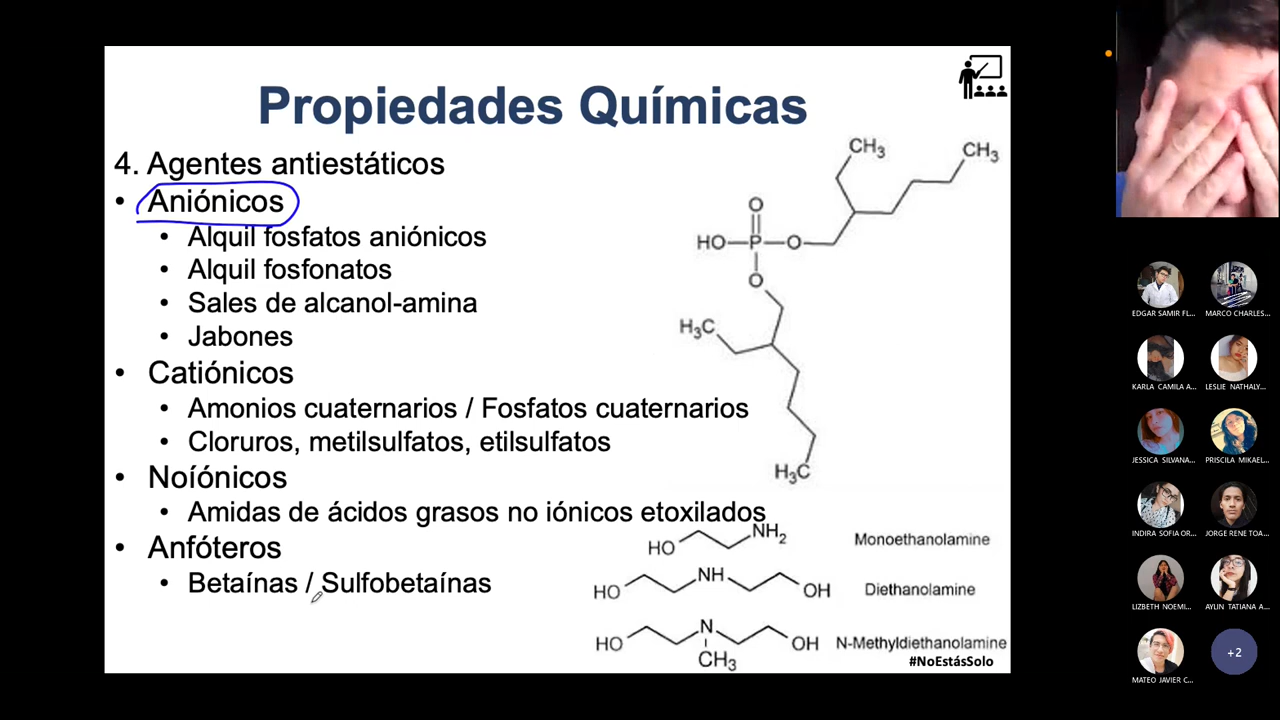 Propiedades Químicas
4. Agentes antiestáticos
• Aniónicos
• Alquil fosfatos aniónicos
• Alquil fosfonatos
• Sales de alcanol-amina
• Jabones
• Catiónicos
• Amonios cuaternarios / Fosfatos cuaternarios
• Cloruros, metilsulfatos, etilsulfatos
• Noíónicos
• Amidas de ácidos grasos no iónicos etoxilados
• Anfóteros
• Betaínas / Sulfobetaínas
CH3
CH3
O
HO P O
O
H3C
H3C
HO NH2 Monoethanolamine
HO NH OH Diethanolamine
HO N OH N-Methyldiethanolamine
CH3
#NoEstásSolo
EDGAR SAMIR FL... MARCO CHARLES...
KARLA CAMILA A... LESLIE NATHALY...
JESSICA SILVANA... PRISCILA MIKAEL...
INDIRA SOFIA OR... JORGE RENE TOA...
LIZBETH NOEMI... AYLIN TATIANA A...
+2
MATEO JAVIER C...